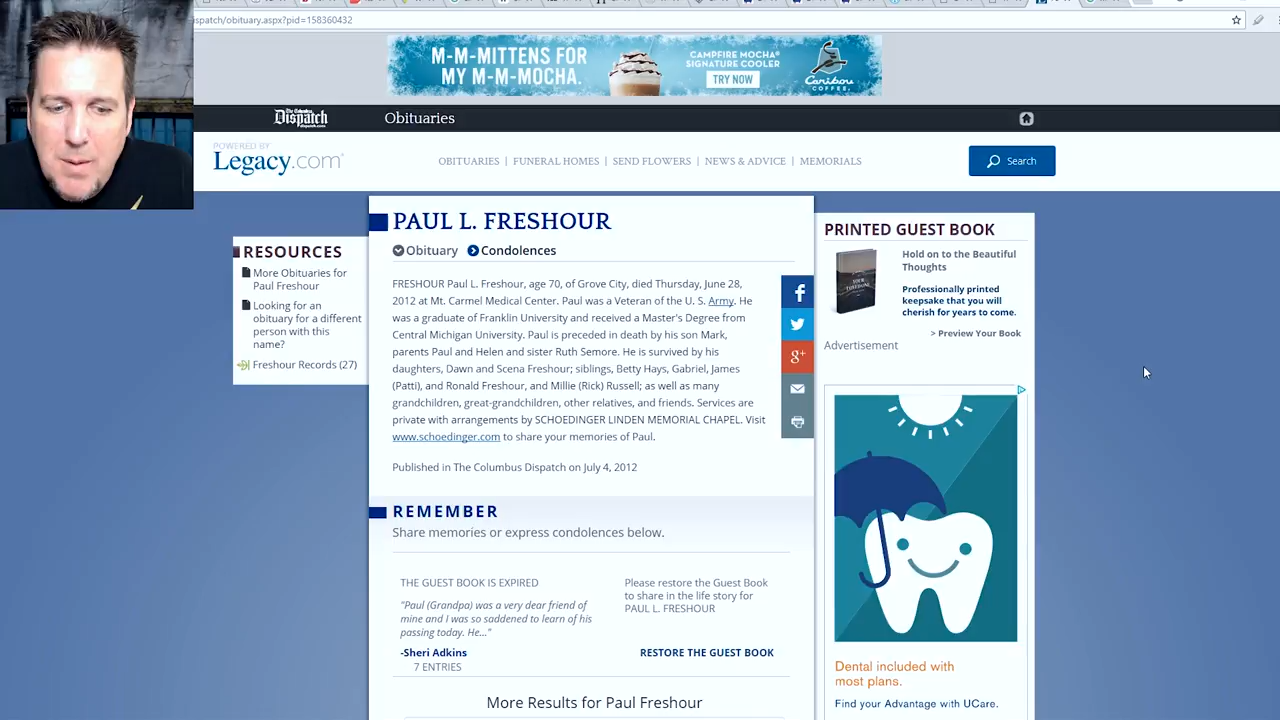 spatch/obituary.aspx?pid=158360432
M-M-MITTENS FOR
MY M-M-MOCHA.
CAMPFIRE MOCHA
SIGNATURE COOLER
TRY NOW
Caribou
COFFEE
The Columbus
Dispatch
dispatch.com
Obituaries
POWERED BY
Legacy.com
OBITUARIES | FUNERAL HOMES | SEND FLOWERS | NEWS & ADVICE | MEMORIALS
Search
RESOURCES
More Obituaries for
Paul Freshour
Looking for an
obituary for a different
person with this
name?
Freshour Records (27)
PAUL L. FRESHOUR
Obituary Condolences
FRESHOUR Paul L. Freshour, age 70, of Grove City, died Thursday, June 28,
2012 at Mt. Carmel Medical Center. Paul was a Veteran of the U. S. Army. He
was a graduate of Franklin University and received a Master's Degree from
Central Michigan University. Paul is preceded in death by his son Mark,
parents Paul and Helen and sister Ruth Semore. He is survived by his
daughters, Dawn and Scena Freshour; siblings, Betty Hays, Gabriel, James
(Patti), and Ronald Freshour, and Millie (Rick) Russell; as well as many
grandchildren, great-grandchildren, other relatives, and friends. Services are
private with arrangements by SCHOEDINGER LINDEN MEMORIAL CHAPEL. Visit
www.schoedinger.com to share your memories of Paul.
Published in The Columbus Dispatch on July 4, 2012
f
g+
REMEMBER
Share memories or express condolences below.
THE GUEST BOOK IS EXPIRED
"Paul (Grandpa) was a very dear friend of
mine and I was so saddened to learn of his
passing today. He..."
-Sheri Adkins
7 ENTRIES
Please restore the Guest Book
to share in the life story for
PAUL L. FRESHOUR
RESTORE THE GUEST BOOK
More Results for Paul Freshour
PRINTED GUEST BOOK
Hold on to the Beautiful
Thoughts
Professionally printed
keepsake that you will
cherish for years to come.
> Preview Your Book
Advertisement
Dental included with
most plans.
Find your Advantage with UCare.